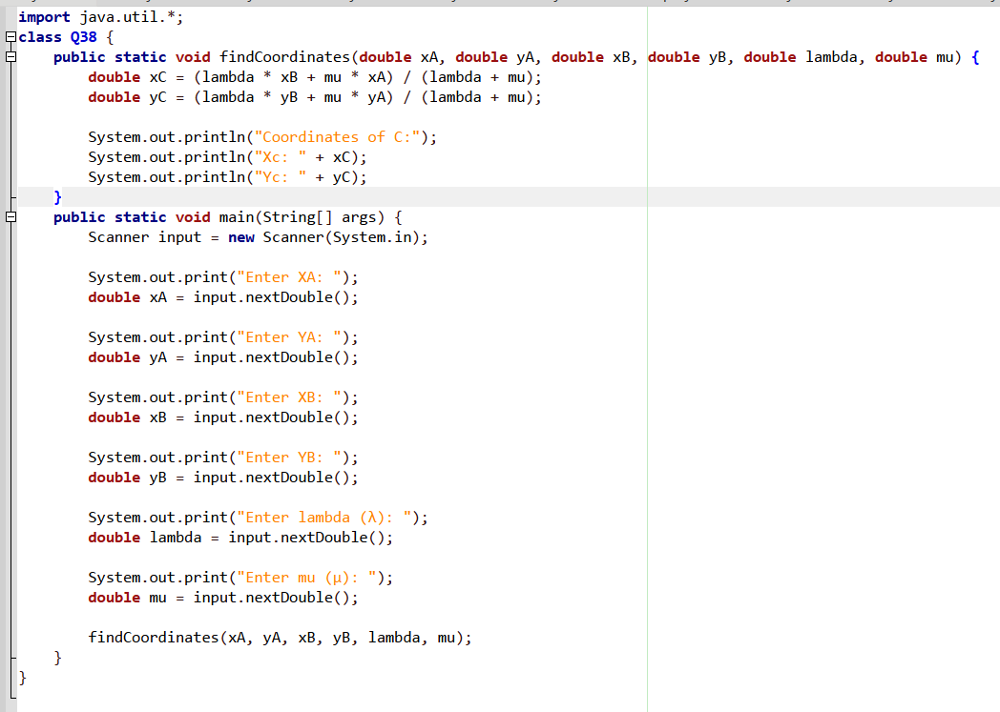 import java.util.*;
class Q38 {
    public static void findCoordinates(double xA, double yA, double xB, double yB, double lambda, double mu) {
        double xC = (lambda * xB + mu * xA) / (lambda + mu);
        double yC = (lambda * yB + mu * yA) / (lambda + mu);

        System.out.println("Coordinates of C:");
        System.out.println("Xc: " + xC);
        System.out.println("Yc: " + yC);
    }
    public static void main(String[] args) {
        Scanner input = new Scanner(System.in);

        System.out.print("Enter XA: ");
        double xA = input.nextDouble();

        System.out.print("Enter YA: ");
        double yA = input.nextDouble();

        System.out.print("Enter XB: ");
        double xB = input.nextDouble();

        System.out.print("Enter YB: ");
        double yB = input.nextDouble();

        System.out.print("Enter lambda (λ): ");
        double lambda = input.nextDouble();

        System.out.print("Enter mu (μ): ");
        double mu = input.nextDouble();

        findCoordinates(xA, yA, xB, yB, lambda, mu);
    }
}